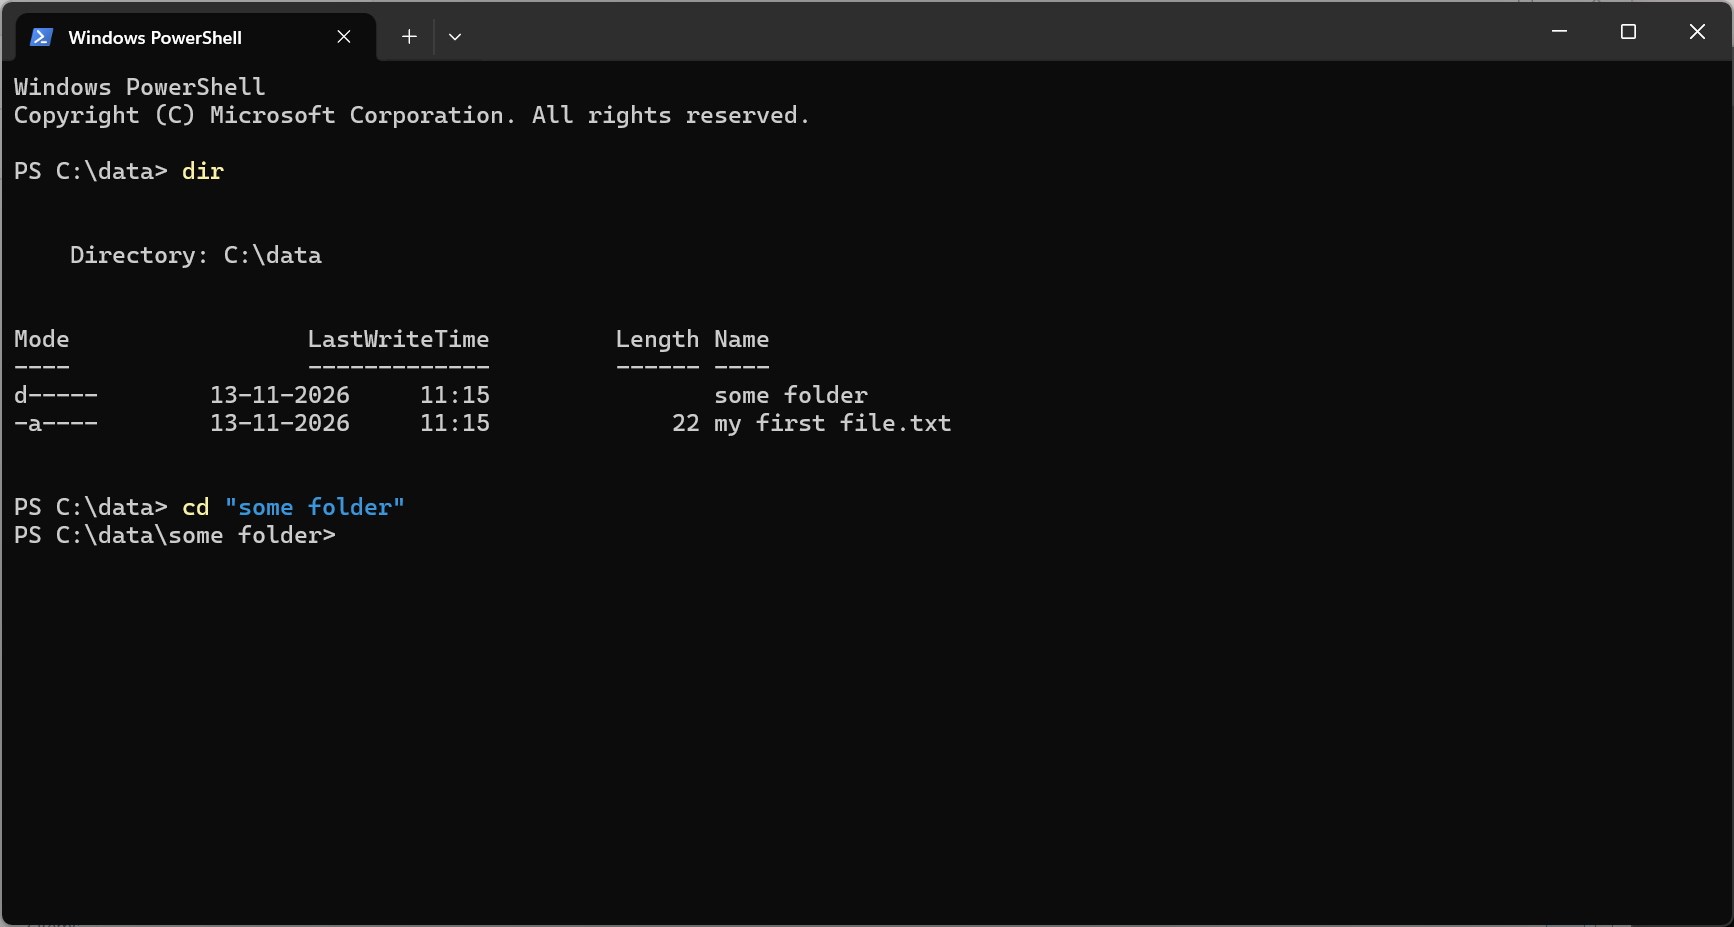 Windows PowerShell
Windows PowerShell
Copyright (C) Microsoft Corporation. All rights reserved.
PS C:\data> dir
Directory: C:\data
Mode                 LastWriteTime         Length Name
----                 -------------         ------ ----
d-----        13-11-2026     11:15                some folder
-a----        13-11-2026     11:15             22 my first file.txt
PS C:\data> cd "some folder"
PS C:\data\some folder>